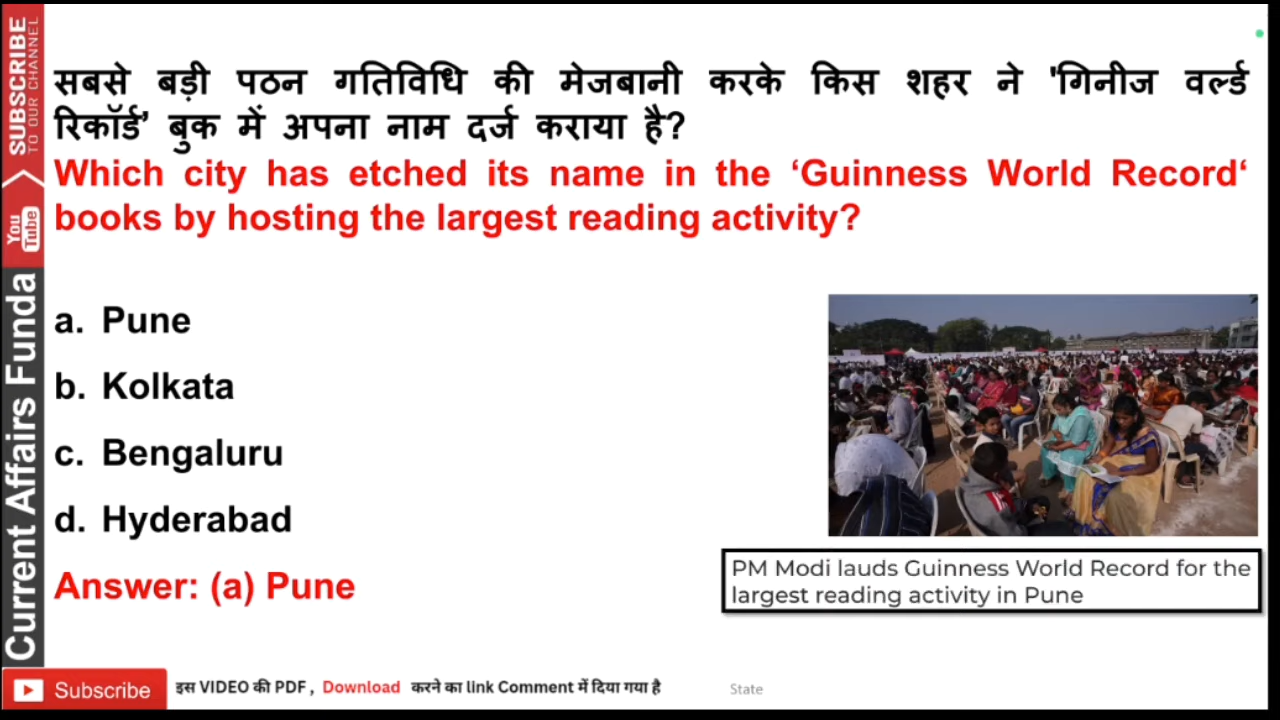 सबसे बड़ी पठन गतिविधि की मेजबानी करके किस शहर ने 'गिनीज वर्ल्ड
रिकॉर्ड’ बुक में अपना नाम दर्ज कराया है?
Which city has etched its name in the ‘Guinness World Record‘
books by hosting the largest reading activity?
a. Pune
b. Kolkata
c. Bengaluru
d. Hyderabad
Answer: (a) Pune
PM Modi lauds Guinness World Record for the
largest reading activity in Pune
SUBSCRIBE
TO OUR CHANNEL
You
Tube
Current Affairs Funda
Subscribe
इस VIDEO की PDF , Download करने का link Comment में दिया गया है
State